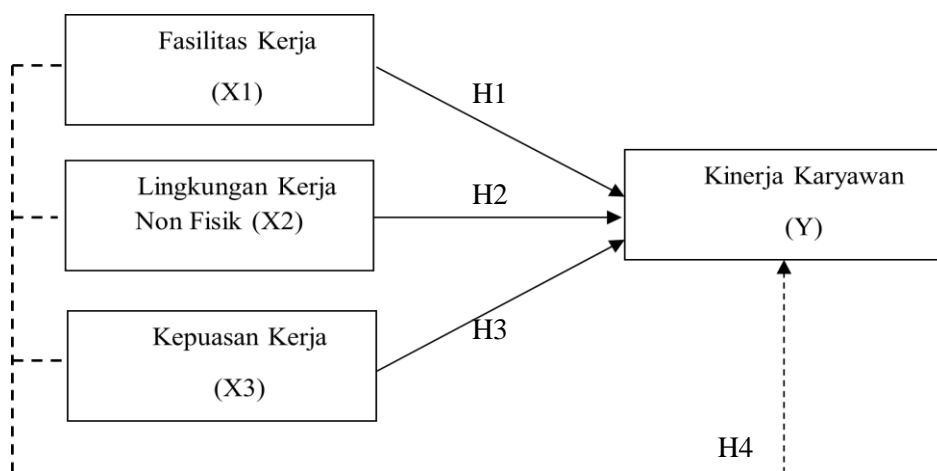 Fasilitas Kerja
(X1)
H1
Lingkungan Kerja
Non Fisik (X2)
H2
Kinerja Karyawan
(Y)
Kepuasan Kerja
(X3)
H3
H4